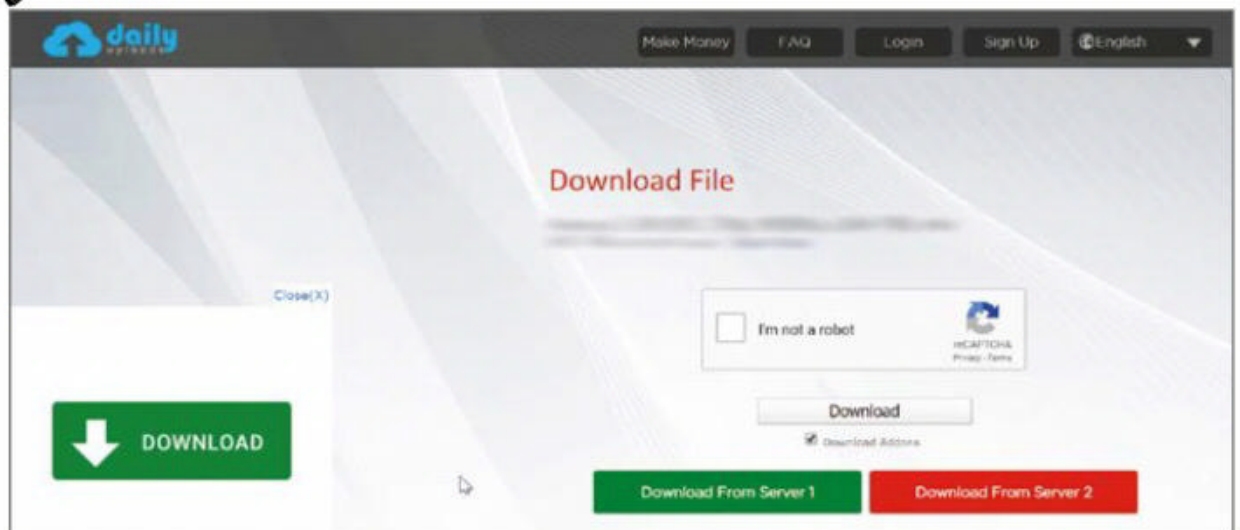 daily
uploads
Make Money
FAQ
Login
Sign Up
English
Download File
Close(X)
I'm not a robot
reCAPTCHA
Privacy - Terms
Download
Download Addons
DOWNLOAD
Download From Server 1
Download From Server 2